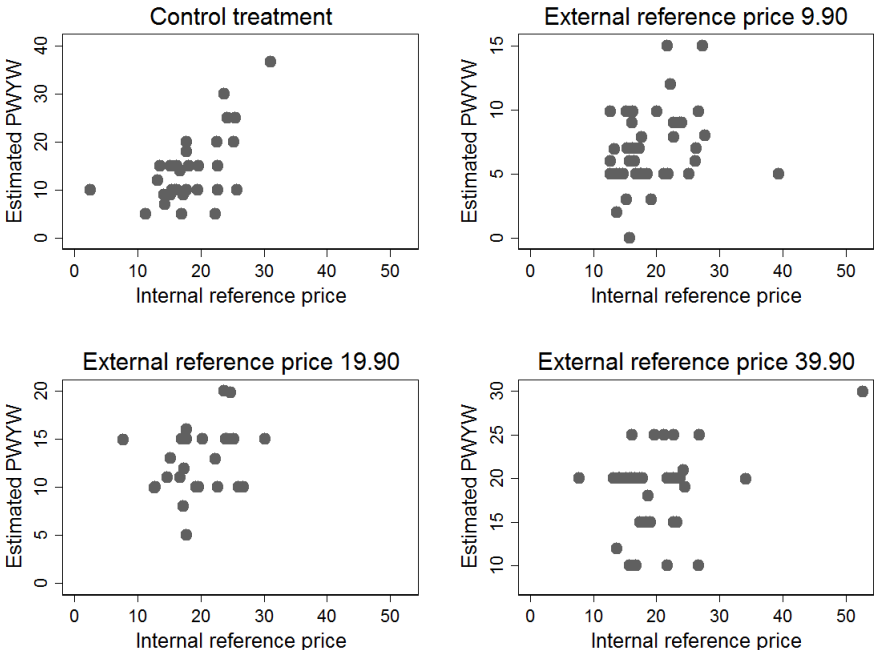 Control treatment
Estimated PWYW
40
30
20
10
0
0 10 20 30 40 50
Internal reference price
External reference price 9.90
Estimated PWYW
15
10
5
0
0 10 20 30 40 50
Internal reference price
External reference price 19.90
Estimated PWYW
20
15
10
5
0
0 10 20 30 40 50
Internal reference price
External reference price 39.90
Estimated PWYW
30
25
20
15
10
0 10 20 30 40 50
Internal reference price